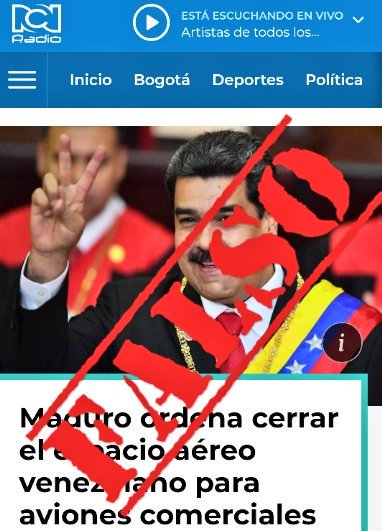 RCN
Radio
ESTÁ ESCUCHANDO EN VIVO
Artistas de todos los...
Inicio Bogotá Deportes Política
FALSO
i
Maduro ordena cerrar
el espacio aéreo
venezolano para
aviones comerciales